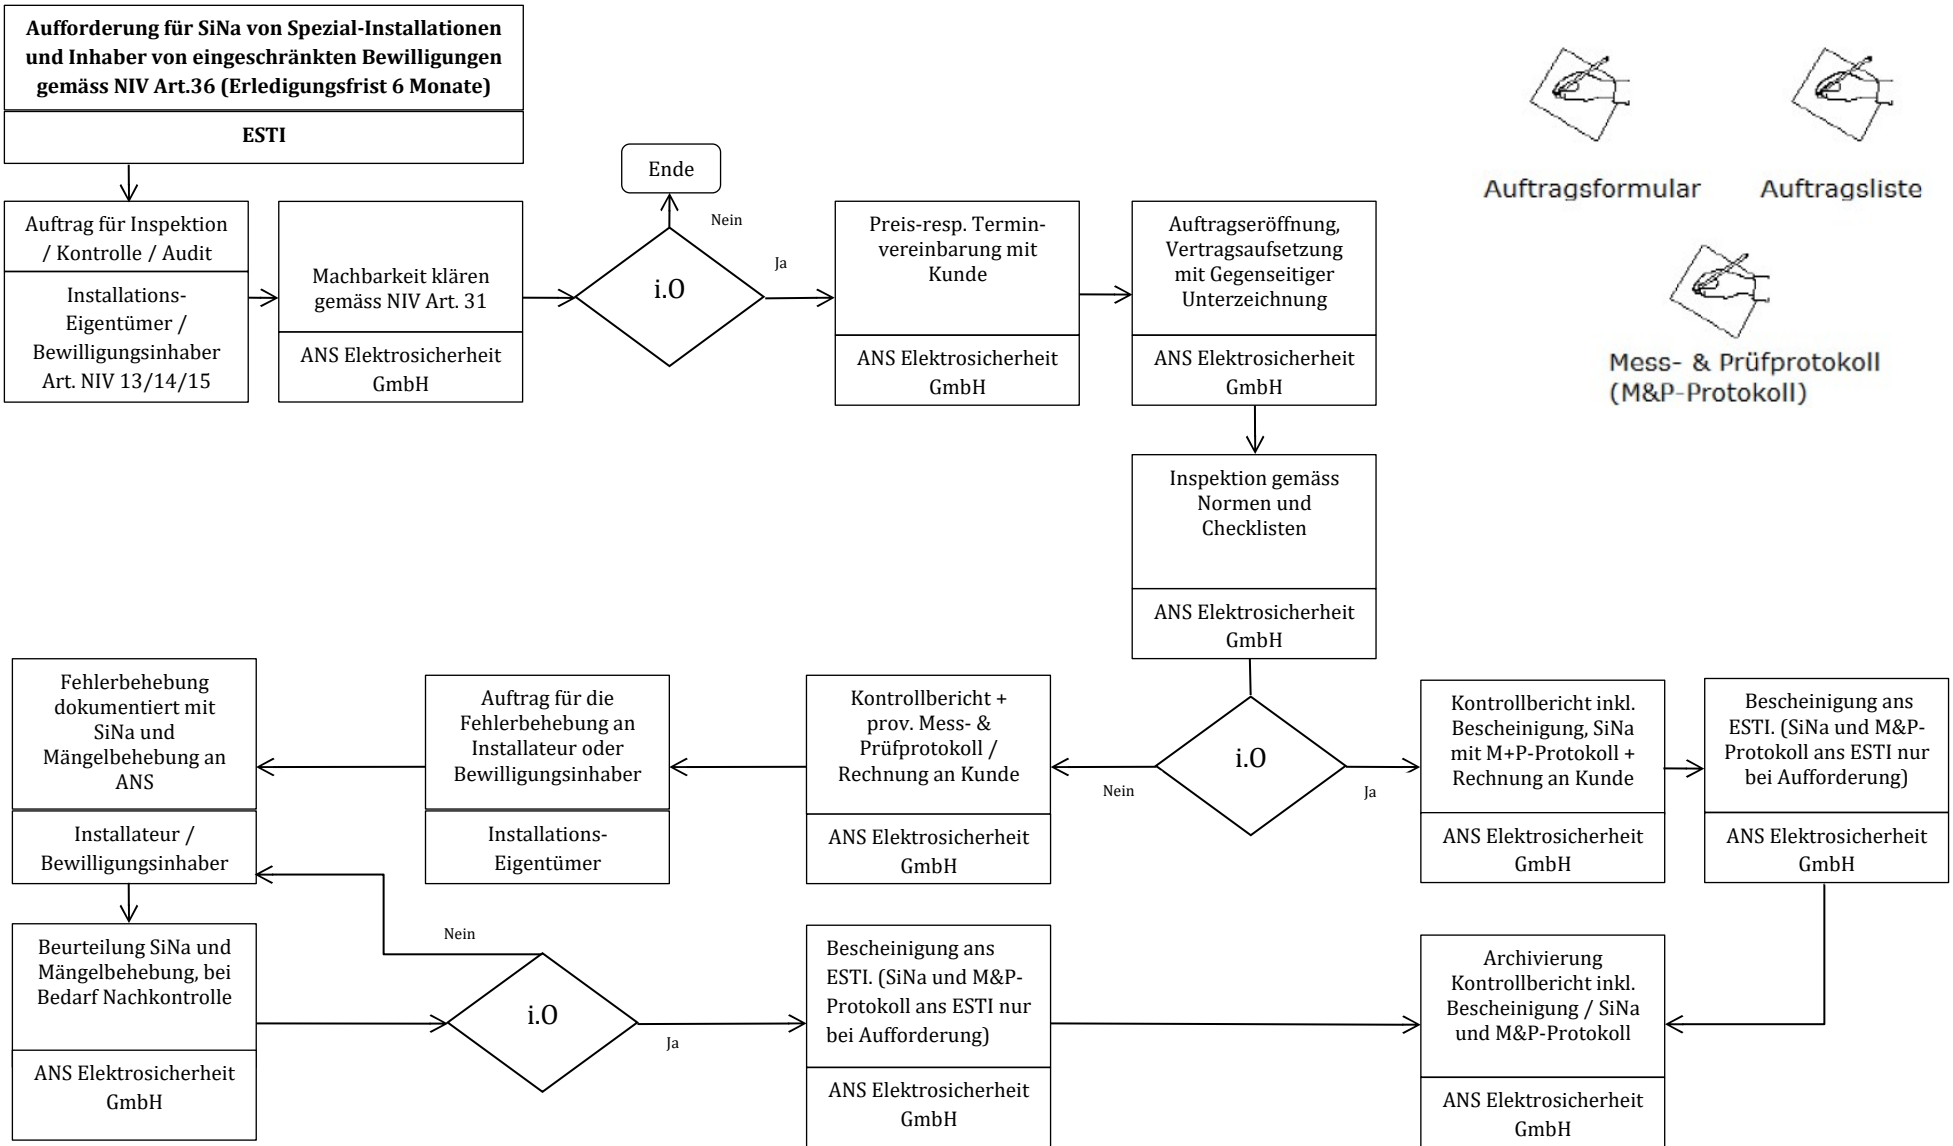 Aufforderung für SiNa von Spezial-Installationen
und Inhaber von eingeschränkten Bewilligungen
gemäss NIV Art.36 (Erledigungsfrist 6 Monate)
ESTI
Auftragsformular
Auftragsliste
Mess- & Prüfprotokoll
(M&P-Protokoll)
Auftrag für Inspektion
/ Kontrolle / Audit
Installations-
Eigentümer /
Bewilligungsinhaber
Art. NIV 13/14/15
Machbarkeit klären
gemäss NIV Art. 31
ANS Elektrosicherheit
GmbH
Ende
Nein
i.O
Ja
Preis-resp. Termin-
vereinbarung mit
Kunde
ANS Elektrosicherheit
GmbH
Auftragseröffnung,
Vertragsaufsetzung
mit Gegenseitiger
Unterzeichnung
ANS Elektrosicherheit
GmbH
Inspektion gemäss
Normen und
Checklisten
ANS Elektrosicherheit
GmbH
Fehlerbehebung
dokumentiert mit
SiNa und
Mängelbehebung an
ANS
Installateur /
Bewilligungsinhaber
Auftrag für die
Fehlerbehebung an
Installateur oder
Bewilligungsinhaber
Installations-
Eigentümer
Kontrollbericht +
prov. Mess- &
Prüfprotokoll /
Rechnung an Kunde
ANS Elektrosicherheit
GmbH
Nein
i.O
Ja
Kontrollbericht inkl.
Bescheinigung, SiNa
mit M+P-Protokoll +
Rechnung an Kunde
ANS Elektrosicherheit
GmbH
Bescheinigung ans
ESTI. (SiNa und M&P-
Protokoll ans ESTI nur
bei Aufforderung)
ANS Elektrosicherheit
GmbH
Beurteilung SiNa und
Mängelbehebung, bei
Bedarf Nachkontrolle
ANS Elektrosicherheit
GmbH
Nein
i.O
Ja
Bescheinigung ans
ESTI. (SiNa und M&P-
Protokoll ans ESTI nur
bei Aufforderung)
ANS Elektrosicherheit
GmbH
Archivierung
Kontrollbericht inkl.
Bescheinigung / SiNa
und M&P-Protokoll
ANS Elektrosicherheit
GmbH